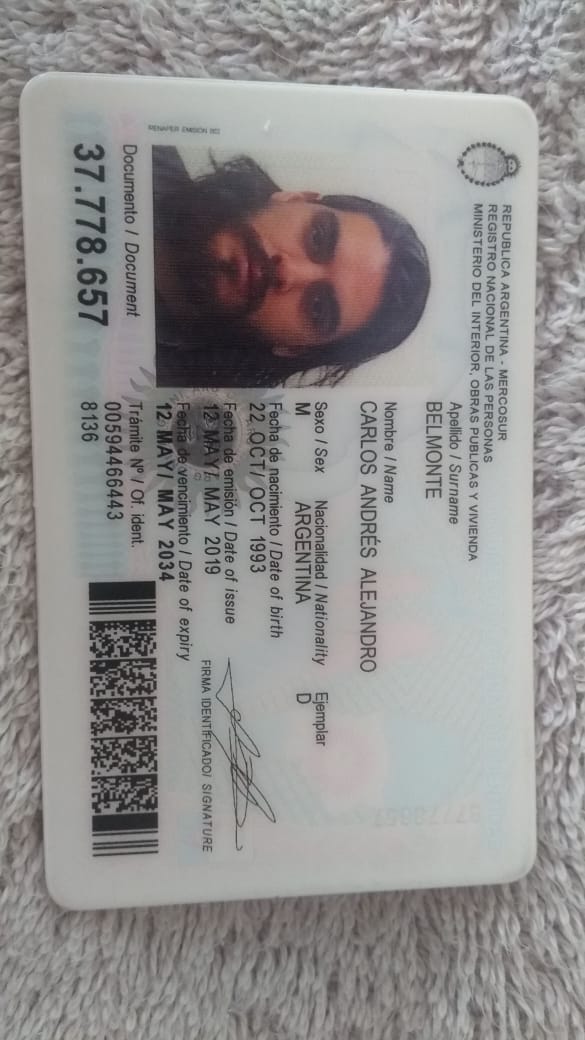 REPUBLICA ARGENTINA - MERCOSUR
REGISTRO NACIONAL DE LAS PERSONAS
MINISTERIO DEL INTERIOR, OBRAS PUBLICAS Y VIVIENDA
Apellido / Surname
BELMONTE
Nombre / Name
CARLOS ANDRÉS ALEJANDRO
Sexo / Sex Nacionalidad / Nationality Ejemplar
M ARGENTINA D
Fecha de nacimiento / Date of birth
22 OCT/ OCT 1993
Fecha de emisión / Date of issue
12 MAY/ MAY 2019
FIRMA IDENTIFICADO/ SIGNATURE
Fecha de vencimiento / Date of expiry
12 MAY/ MAY 2034
Documento / Document
37.778.657
Trámite Nº / Of. ident.
00594466443
8136